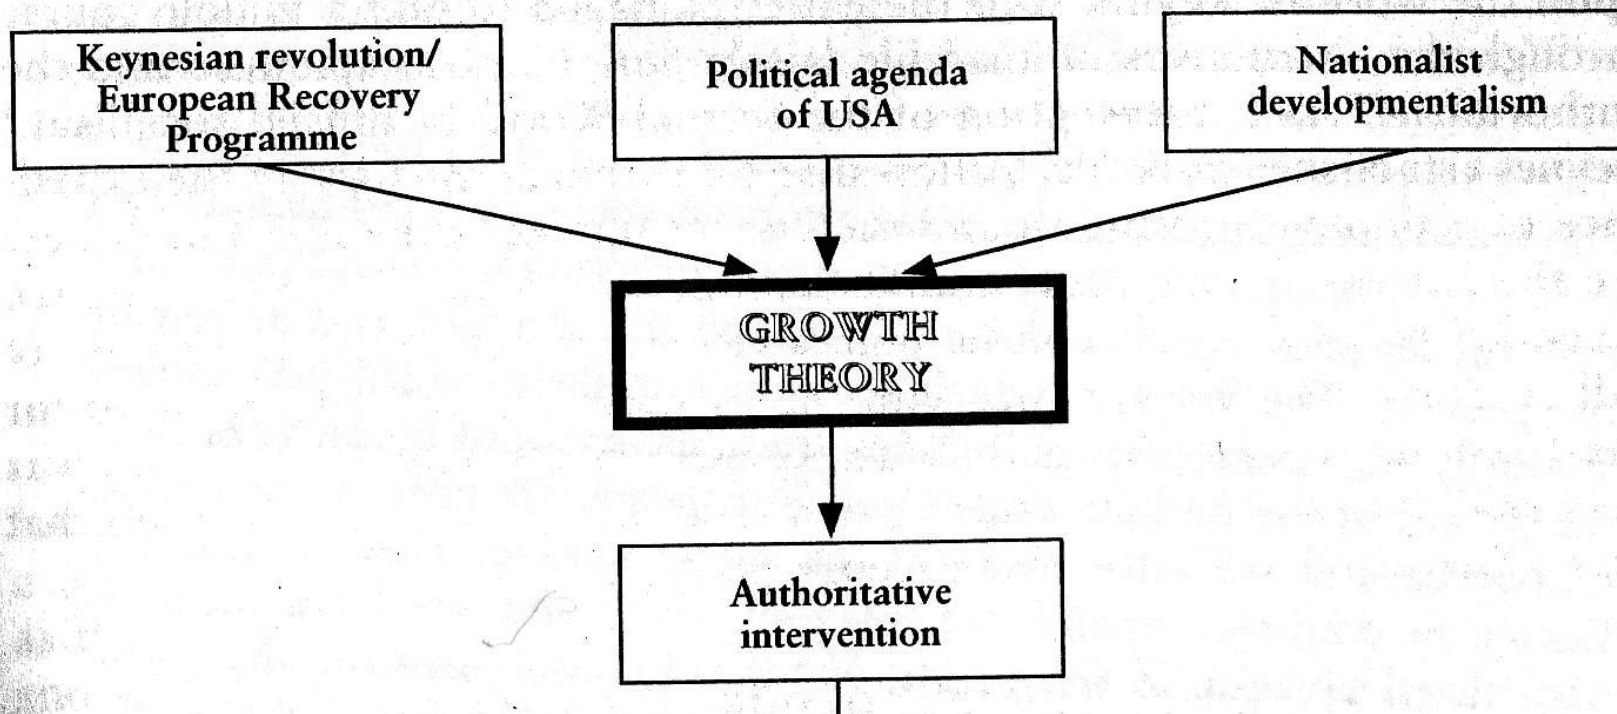 Keynesian revolution/
European Recovery
Programme
Political agenda
of USA
Nationalist
developmentalism
GROWTH
THEORY
Authoritative
intervention